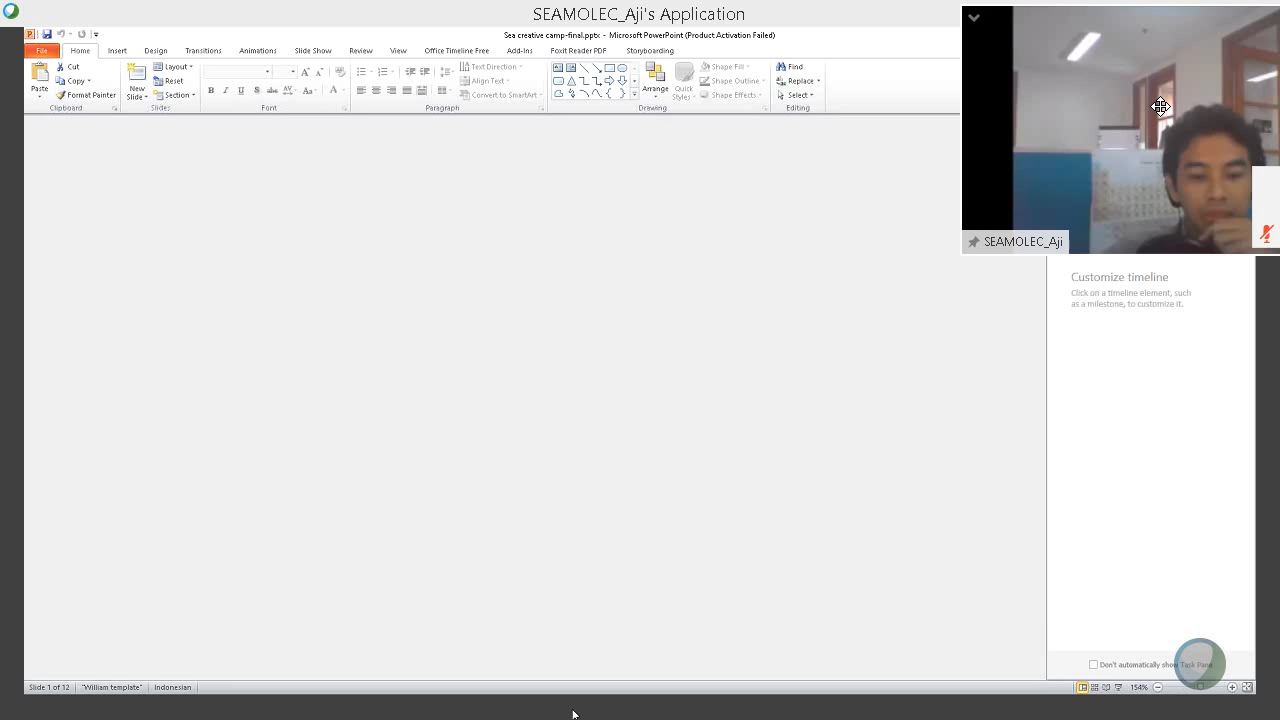 SEAMOLEC_Aji's Application
Sea creative camp-final.pptx - Microsoft PowerPoint (Product Activation Failed)
File Home Insert Design Transitions Animations Slide Show Review View Office Timeline Free Add-Ins Foxit Reader PDF Storyboarding
Paste
Cut
Copy
Format Painter
Clipboard
New Slide
Layout
Reset
Section
Slides
B I U S abc AV Aa A
Font
Text Direction
Align Text
Convert to SmartArt
Paragraph
Arrange
Quick Styles
Shape Fill
Shape Outline
Shape Effects
Drawing
Find
Replace
Select
Editing
SEAMOLEC_Aji
Customize timeline
Click on a timeline element, such
as a milestone, to customize it.
Don't automatically show Task Pane
Slide 1 of 12 "William template" Indonesian 154%